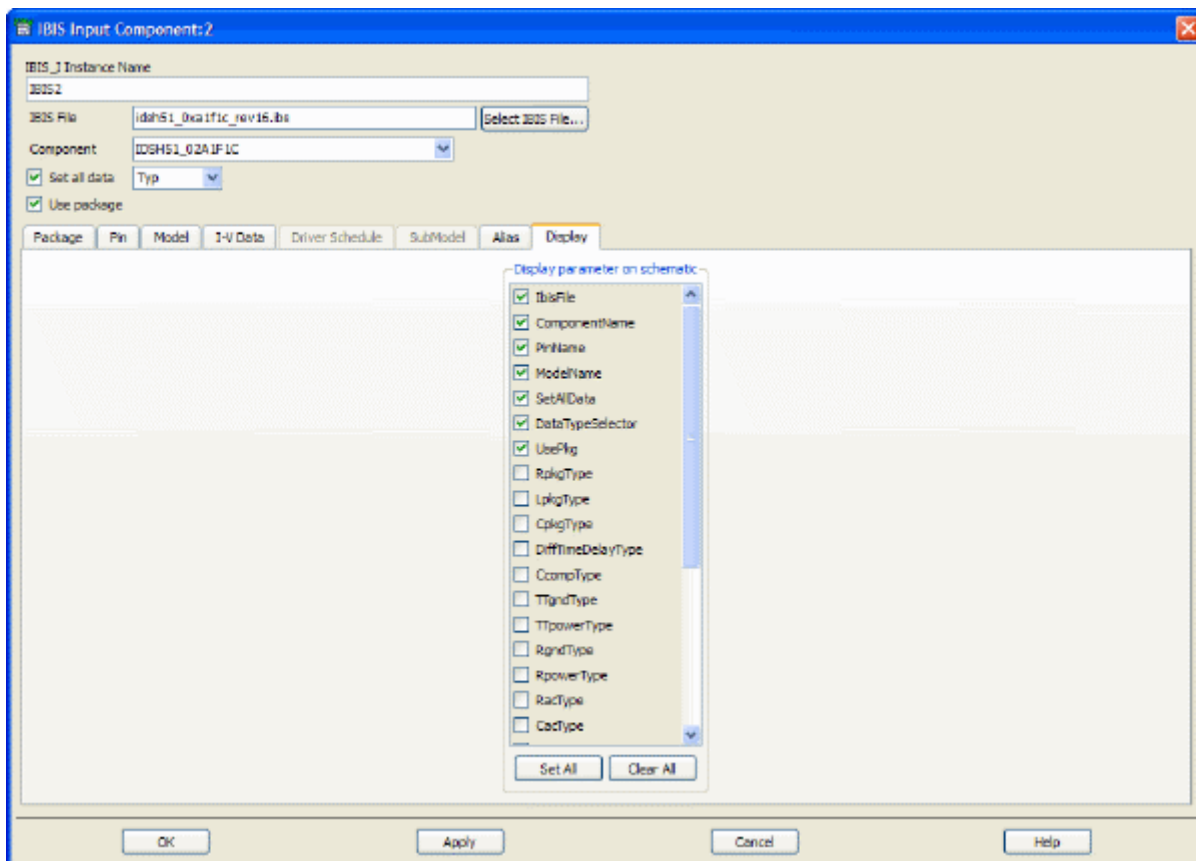 IBIS Input Component:2
IBIS_I Instance Name
IBIS2
IBIS File idsh51_0xa1f1c_rev16.ibs Select IBIS File...
Component IDSH51_02A1F1C
Set all data Typ
Use package
Package Pin Model I-V Data Driver Schedule SubModel Alias Display
Display parameter on schematic
IbisFile
ComponentName
PinName
ModelName
SetAllData
DataTypeSelector
UsePkg
RpkgType
LpkgType
CpkgType
DiffTimeDelayType
CcompType
TTgndType
TTpowerType
RgndType
RpowerType
RacType
CacType
Set All Clear All
OK Apply Cancel Help